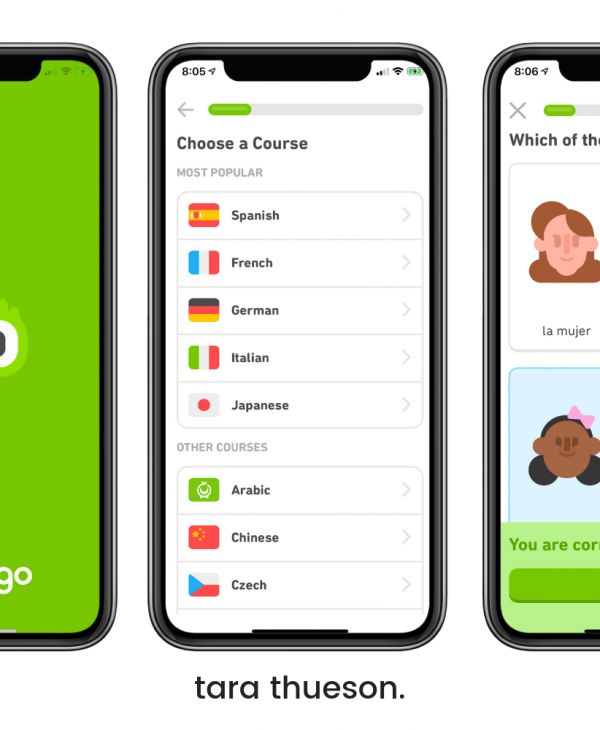 go
8:05
Choose a Course
MOST POPULAR
Spanish
French
German
Italian
Japanese
OTHER COURSES
Arabic
Chinese
Czech
8:06
Which of the
la mujer
You are cor
tara thueson.